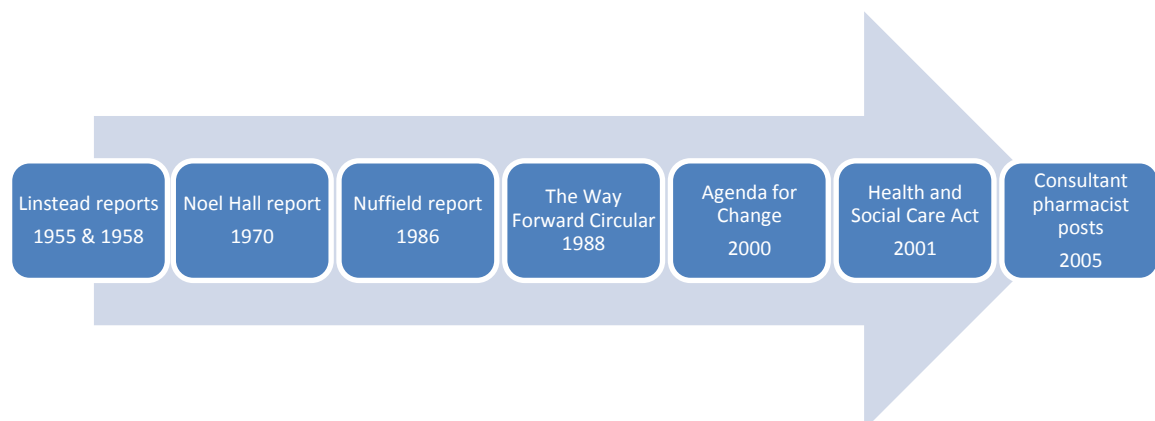 Linstead reports
1955 & 1958
Noel Hall report
1970
Nuffield report
1986
The Way
Forward Circular
1988
Agenda for
Change
2000
Health and
Social Care Act
2001
Consultant
pharmacist
posts
2005